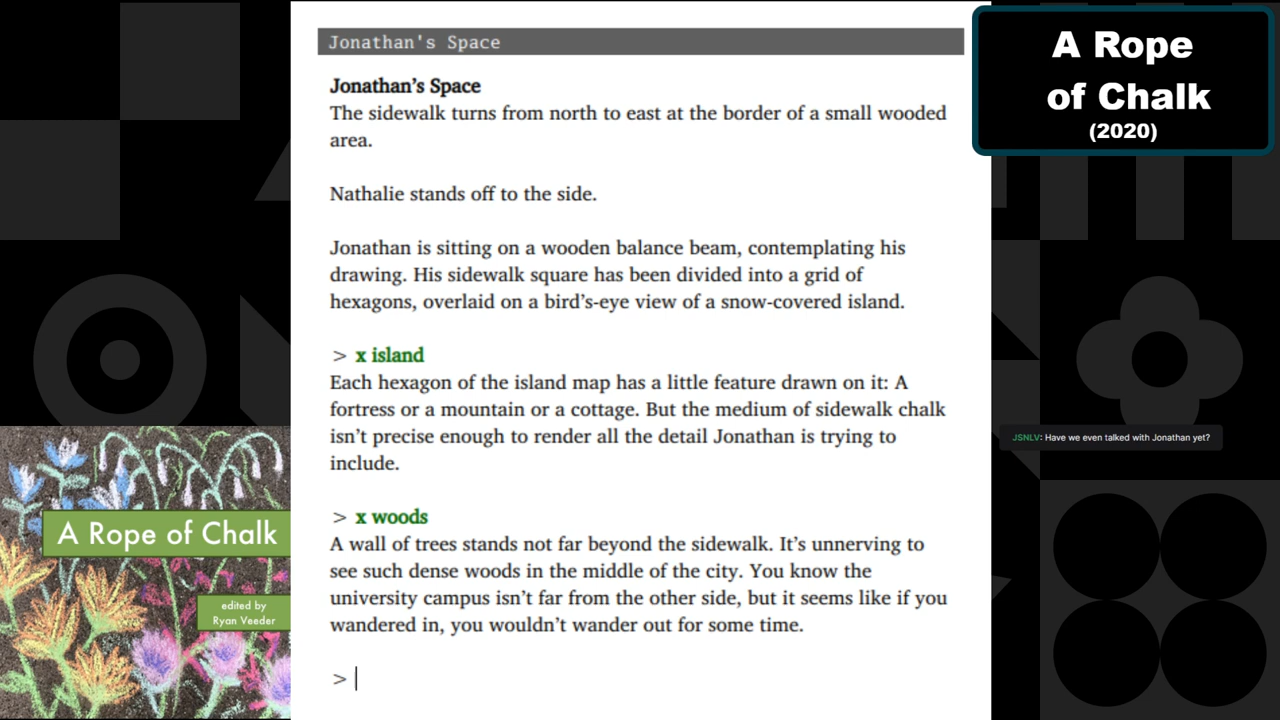 Jonathan's Space
Jonathan’s Space
The sidewalk turns from north to east at the border of a small wooded
area.
Nathalie stands off to the side.
Jonathan is sitting on a wooden balance beam, contemplating his
drawing. His sidewalk square has been divided into a grid of
hexagons, overlaid on a bird’s-eye view of a snow-covered island.
> x island
Each hexagon of the island map has a little feature drawn on it: A
fortress or a mountain or a cottage. But the medium of sidewalk chalk
isn’t precise enough to render all the detail Jonathan is trying to
include.
> x woods
A wall of trees stands not far beyond the sidewalk. It’s unnerving to
see such dense woods in the middle of the city. You know the
university campus isn’t far from the other side, but it seems like if you
wandered in, you wouldn’t wander out for some time.
>
A Rope
of Chalk
(2020)
JSNLV: Have we even talked with Jonathan yet?
A Rope of Chalk
edited by
Ryan Veeder